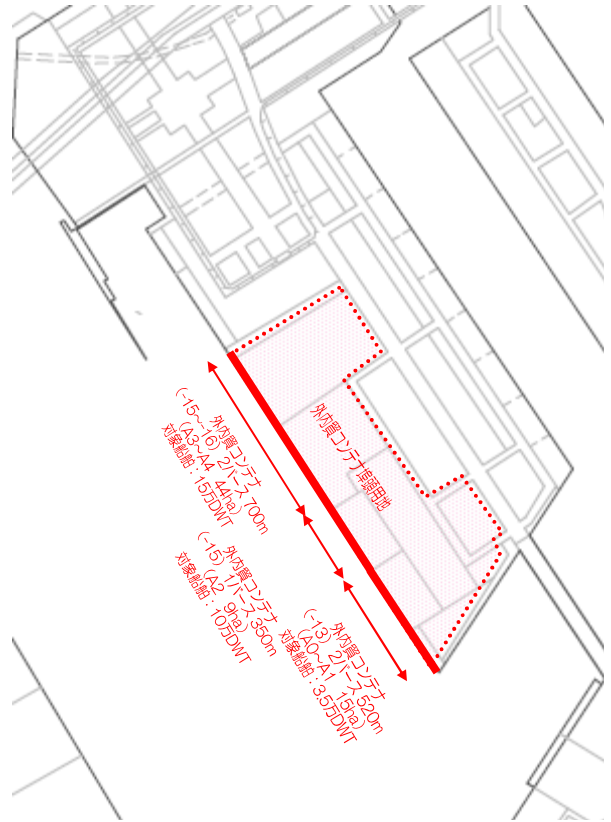 外内貿コンテナ埠頭用地
外内貿コンテナ
(-15~-16) 2バース 700m
(A3~A4 44ha)
対象船舶:15万DWT
外内貿コンテナ
(-15) 1バース 350m
(A2 9ha)
対象船舶:10万DWT
外内貿コンテナ
(-13) 2バース 520m
(A0~A1 15ha)
対象船舶:3.5万DWT